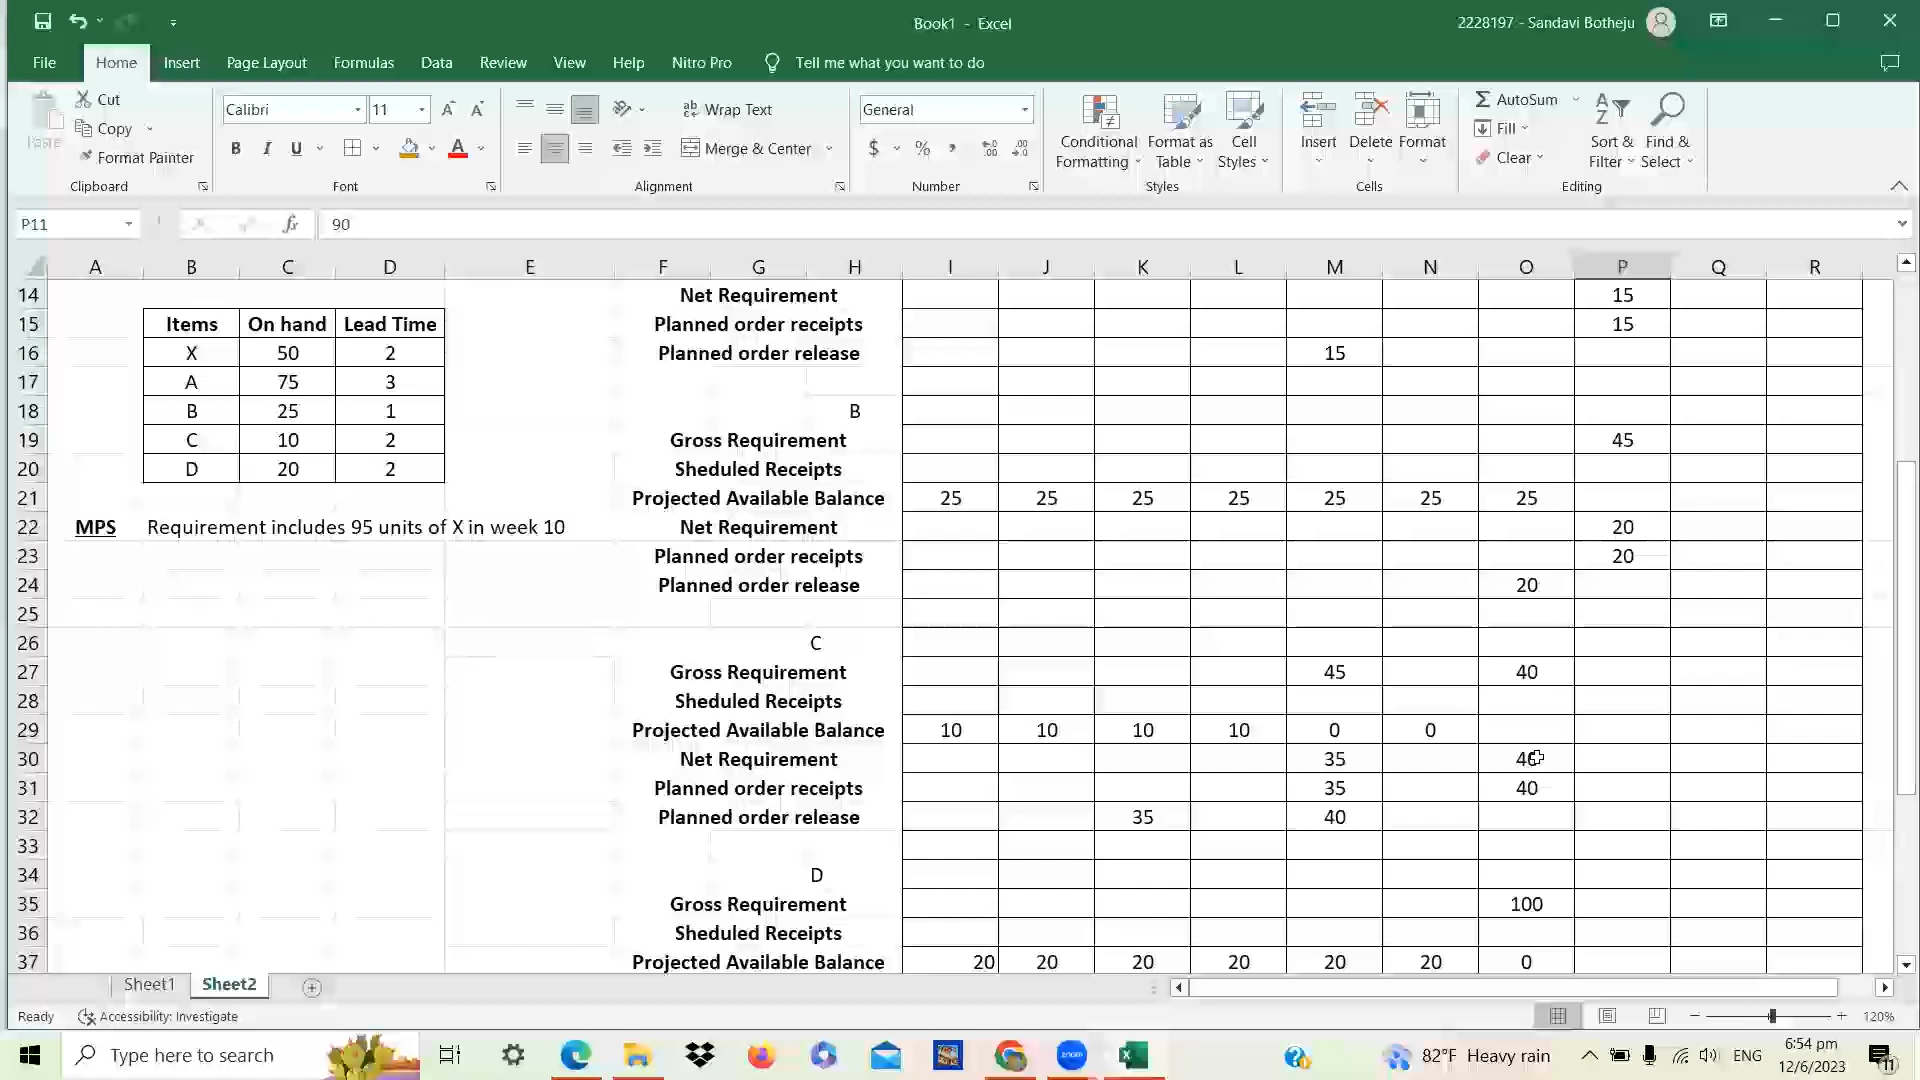 Book1 - Excel
2228197 - Sandavi Botheju
File Home Insert Page Layout Formulas Data Review View Help Nitro Pro Tell me what you want to do
Cut
Copy
Format Painter
Paste
Clipboard
Calibri 11
B I U
Font
Wrap Text
Merge & Center
Alignment
General
$ % ,
Number
Conditional Formatting
Format as Table
Cell Styles
Styles
Insert Delete Format
Cells
AutoSum
Fill
Clear
Sort & Filter
Find & Select
Editing
P11 fx 90
A B C D E F G H I J K L M N O P Q R
14 Net Requirement 15
15 Items On hand Lead Time Planned order receipts 15
16 X 50 2 Planned order release 15
17 A 75 3
18 B 25 1 B
19 C 10 2 Gross Requirement 45
20 D 20 2 Sheduled Receipts
21 Projected Available Balance 25 25 25 25 25 25 25
22 MPS Requirement includes 95 units of X in week 10 Net Requirement 20
23 Planned order receipts 20
24 Planned order release 20
25
26 C
27 Gross Requirement 45 40
28 Sheduled Receipts
29 Projected Available Balance 10 10 10 10 0 0
30 Net Requirement 35 40
31 Planned order receipts 35 40
32 Planned order release 35 40
33
34 D
35 Gross Requirement 100
36 Sheduled Receipts
37 Projected Available Balance 20 20 20 20 20 20 0
Sheet1 Sheet2
Ready Accessibility: Investigate 120%
Type here to search
zoom
82°F Heavy rain
ENG
6:54 pm
12/6/2023
11